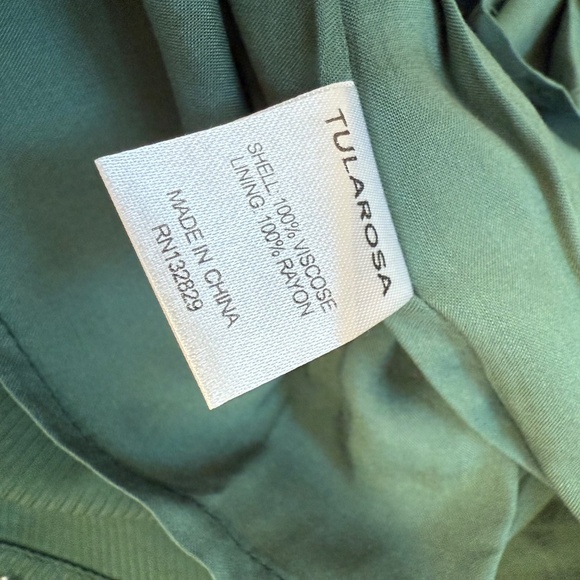 TULAROSA
SHELL: 100% VISCOSE
LINING: 100% RAYON
MADE IN CHINA
RN132829